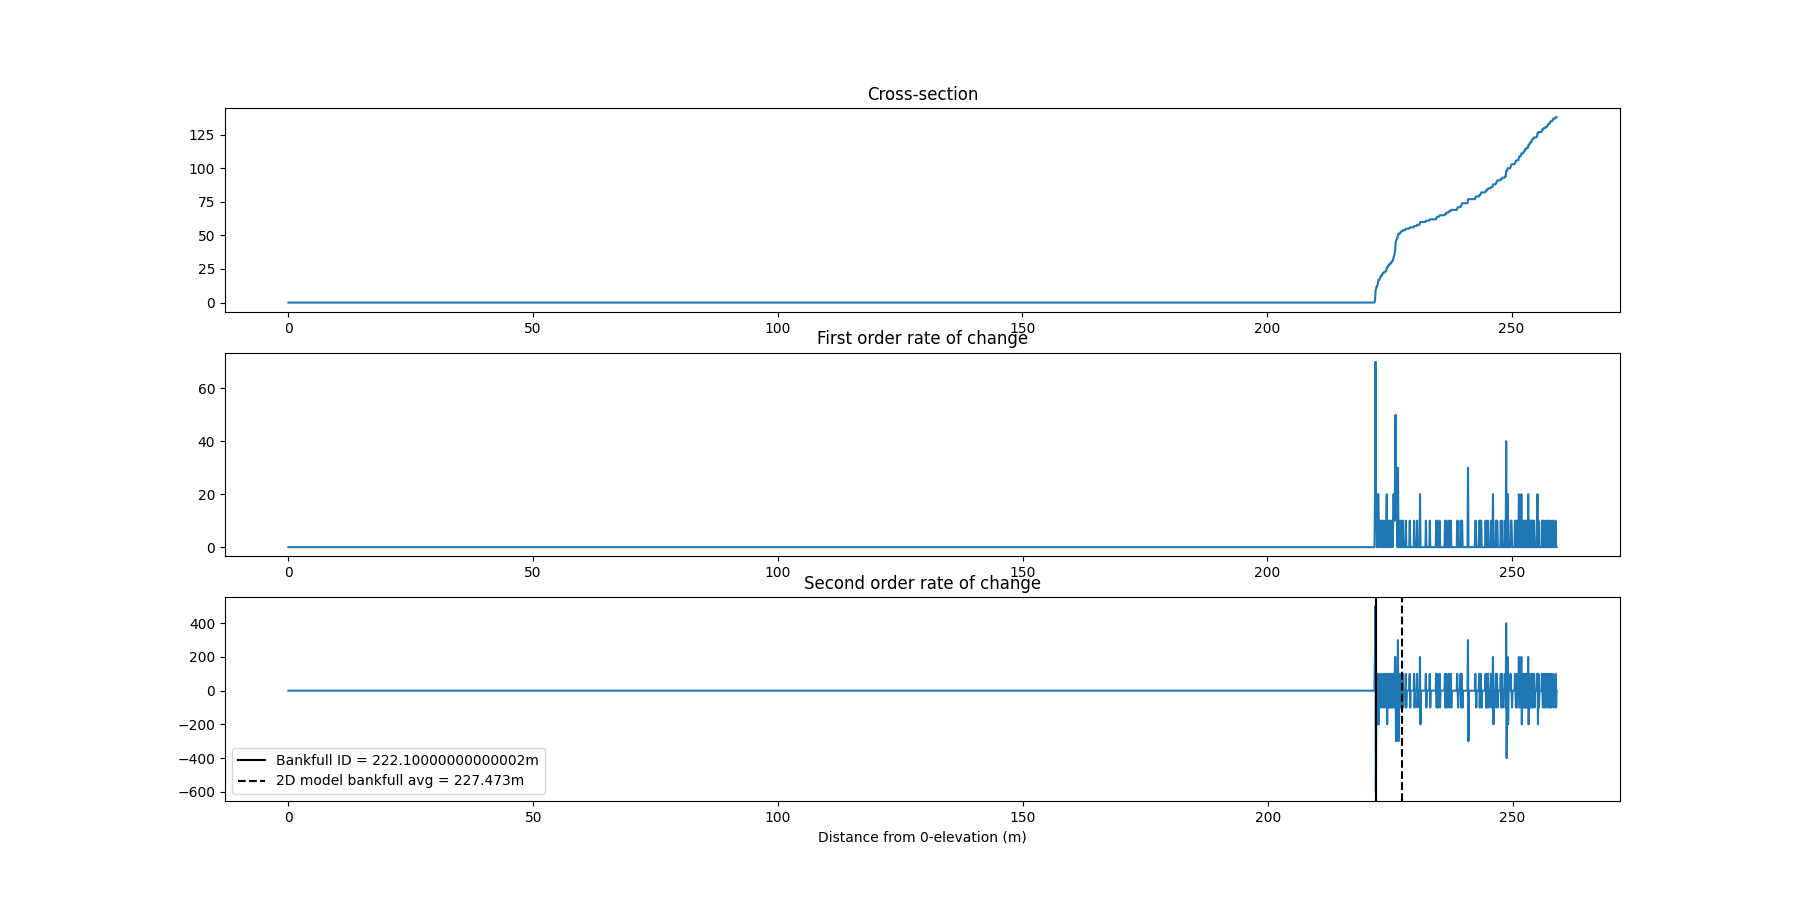 Cross-section
125
100
75
50
25
0
0 50 100 150 200 250
First order rate of change
60
40
20
0
0 50 100 150 200 250
Second order rate of change
400
200
0
−200
−400
−600
Bankfull ID = 222.10000000000002m
2D model bankfull avg = 227.473m
0 50 100 150 200 250
Distance from 0-elevation (m)